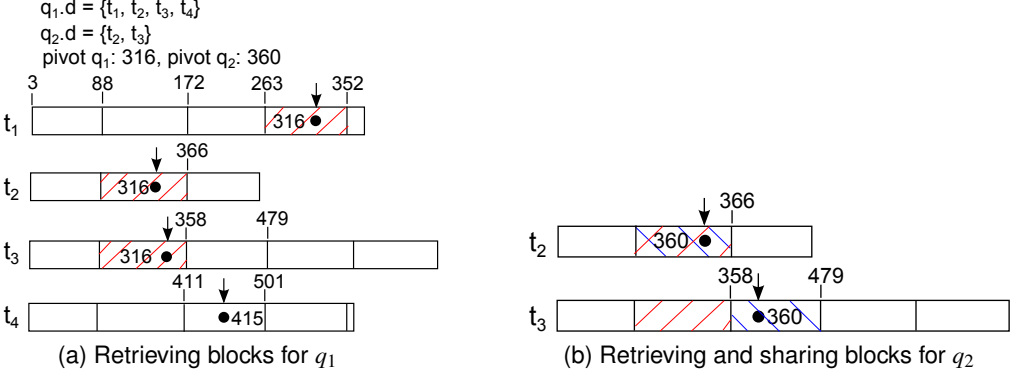 q₁.d = {t₁, t₂, t₃, t₄}
q₂.d = {t₂, t₃}
pivot q₁: 316, pivot q₂: 360
3 88 172 263 352
t₁ 316
366
t₂ 316
358 479
t₃ 316
411 501
t₄ 415
(a) Retrieving blocks for q₁
366
t₂ 360
358 479
t₃ 360
(b) Retrieving and sharing blocks for q₂